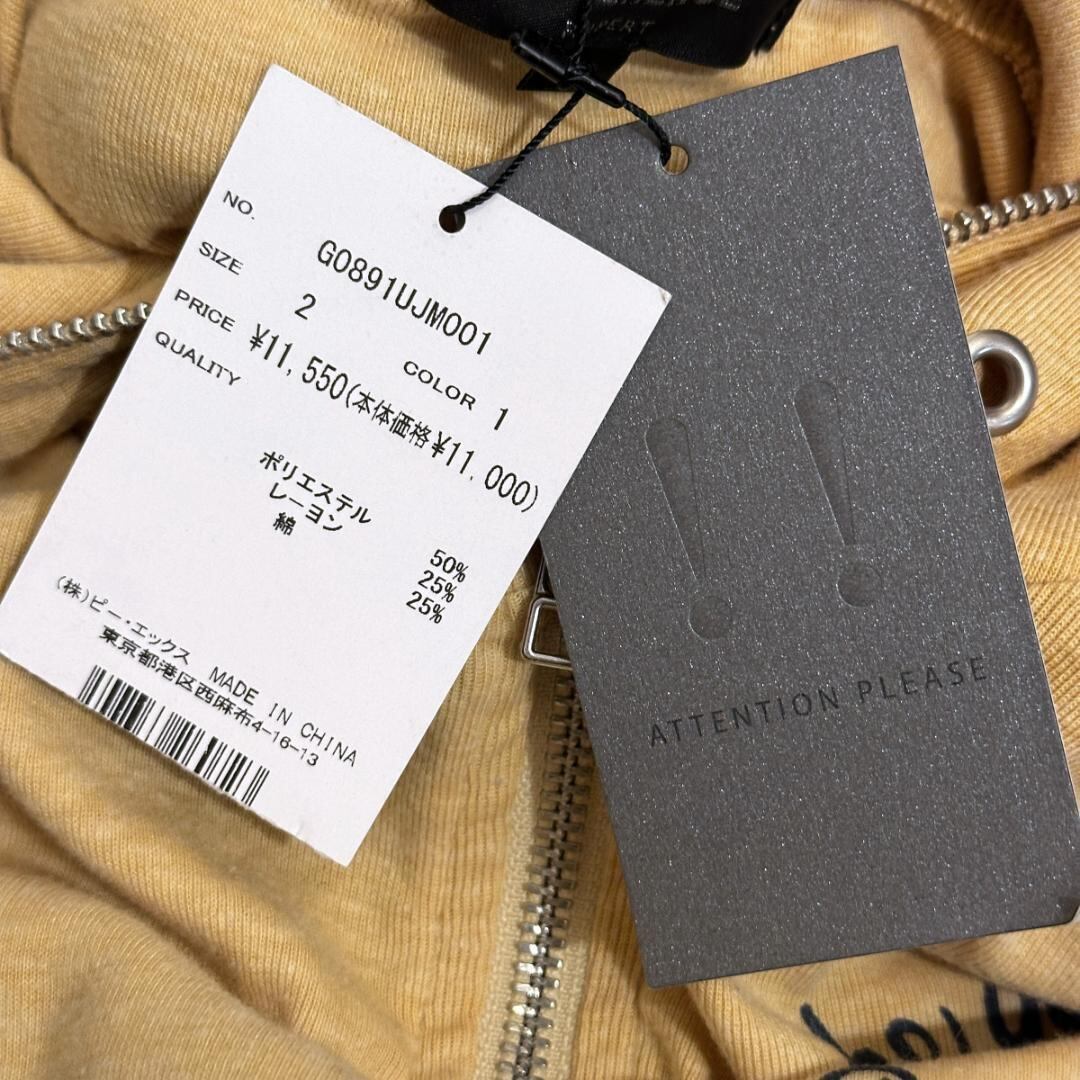 NO. G0891UJM001
SIZE 2 COLOR 1
PRICE ¥11,550(本体価格¥11,000)
QUALITY
ポリエステル 50%
レーヨン 25%
綿 25%
(株)ピー・エックス MADE IN CHINA
東京都港区西麻布4-16-13
ATTENTION PLEASE